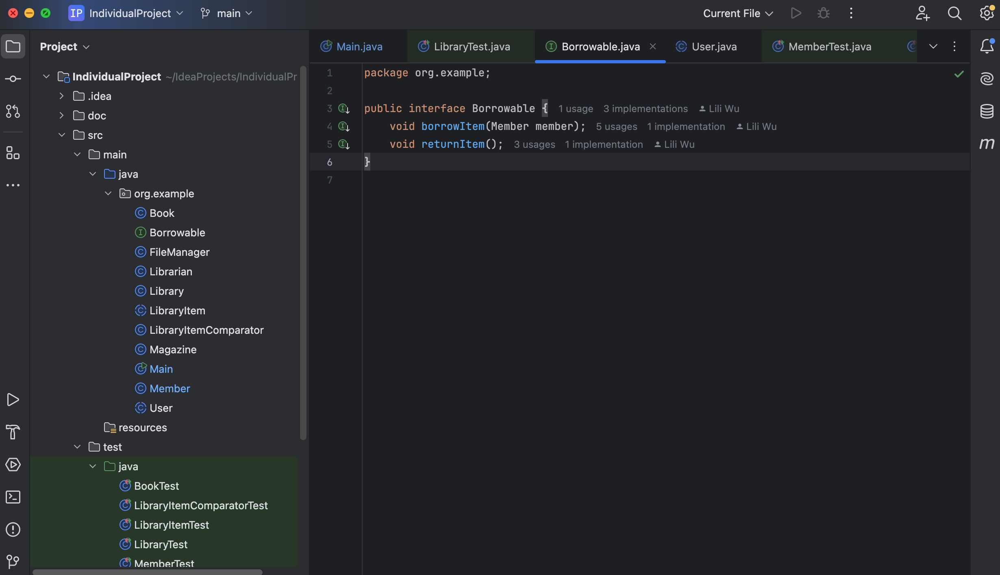 IP IndividualProject main Current File
Project
Main.java LibraryTest.java Borrowable.java User.java MemberTest.java
IndividualProject ~/IdeaProjects/IndividualPr
.idea
doc
src
main
java
org.example
Book
Borrowable
FileManager
Librarian
Library
LibraryItem
LibraryItemComparator
Magazine
Main
Member
User
resources
test
java
BookTest
LibraryItemComparatorTest
LibraryItemTest
LibraryTest
MemberTest
1 package org.example;
2
3 public interface Borrowable { 1 usage 3 implementations Lili Wu
4 void borrowItem(Member member); 5 usages 1 implementation Lili Wu
5 void returnItem(); 3 usages 1 implementation Lili Wu
6 }
7
m